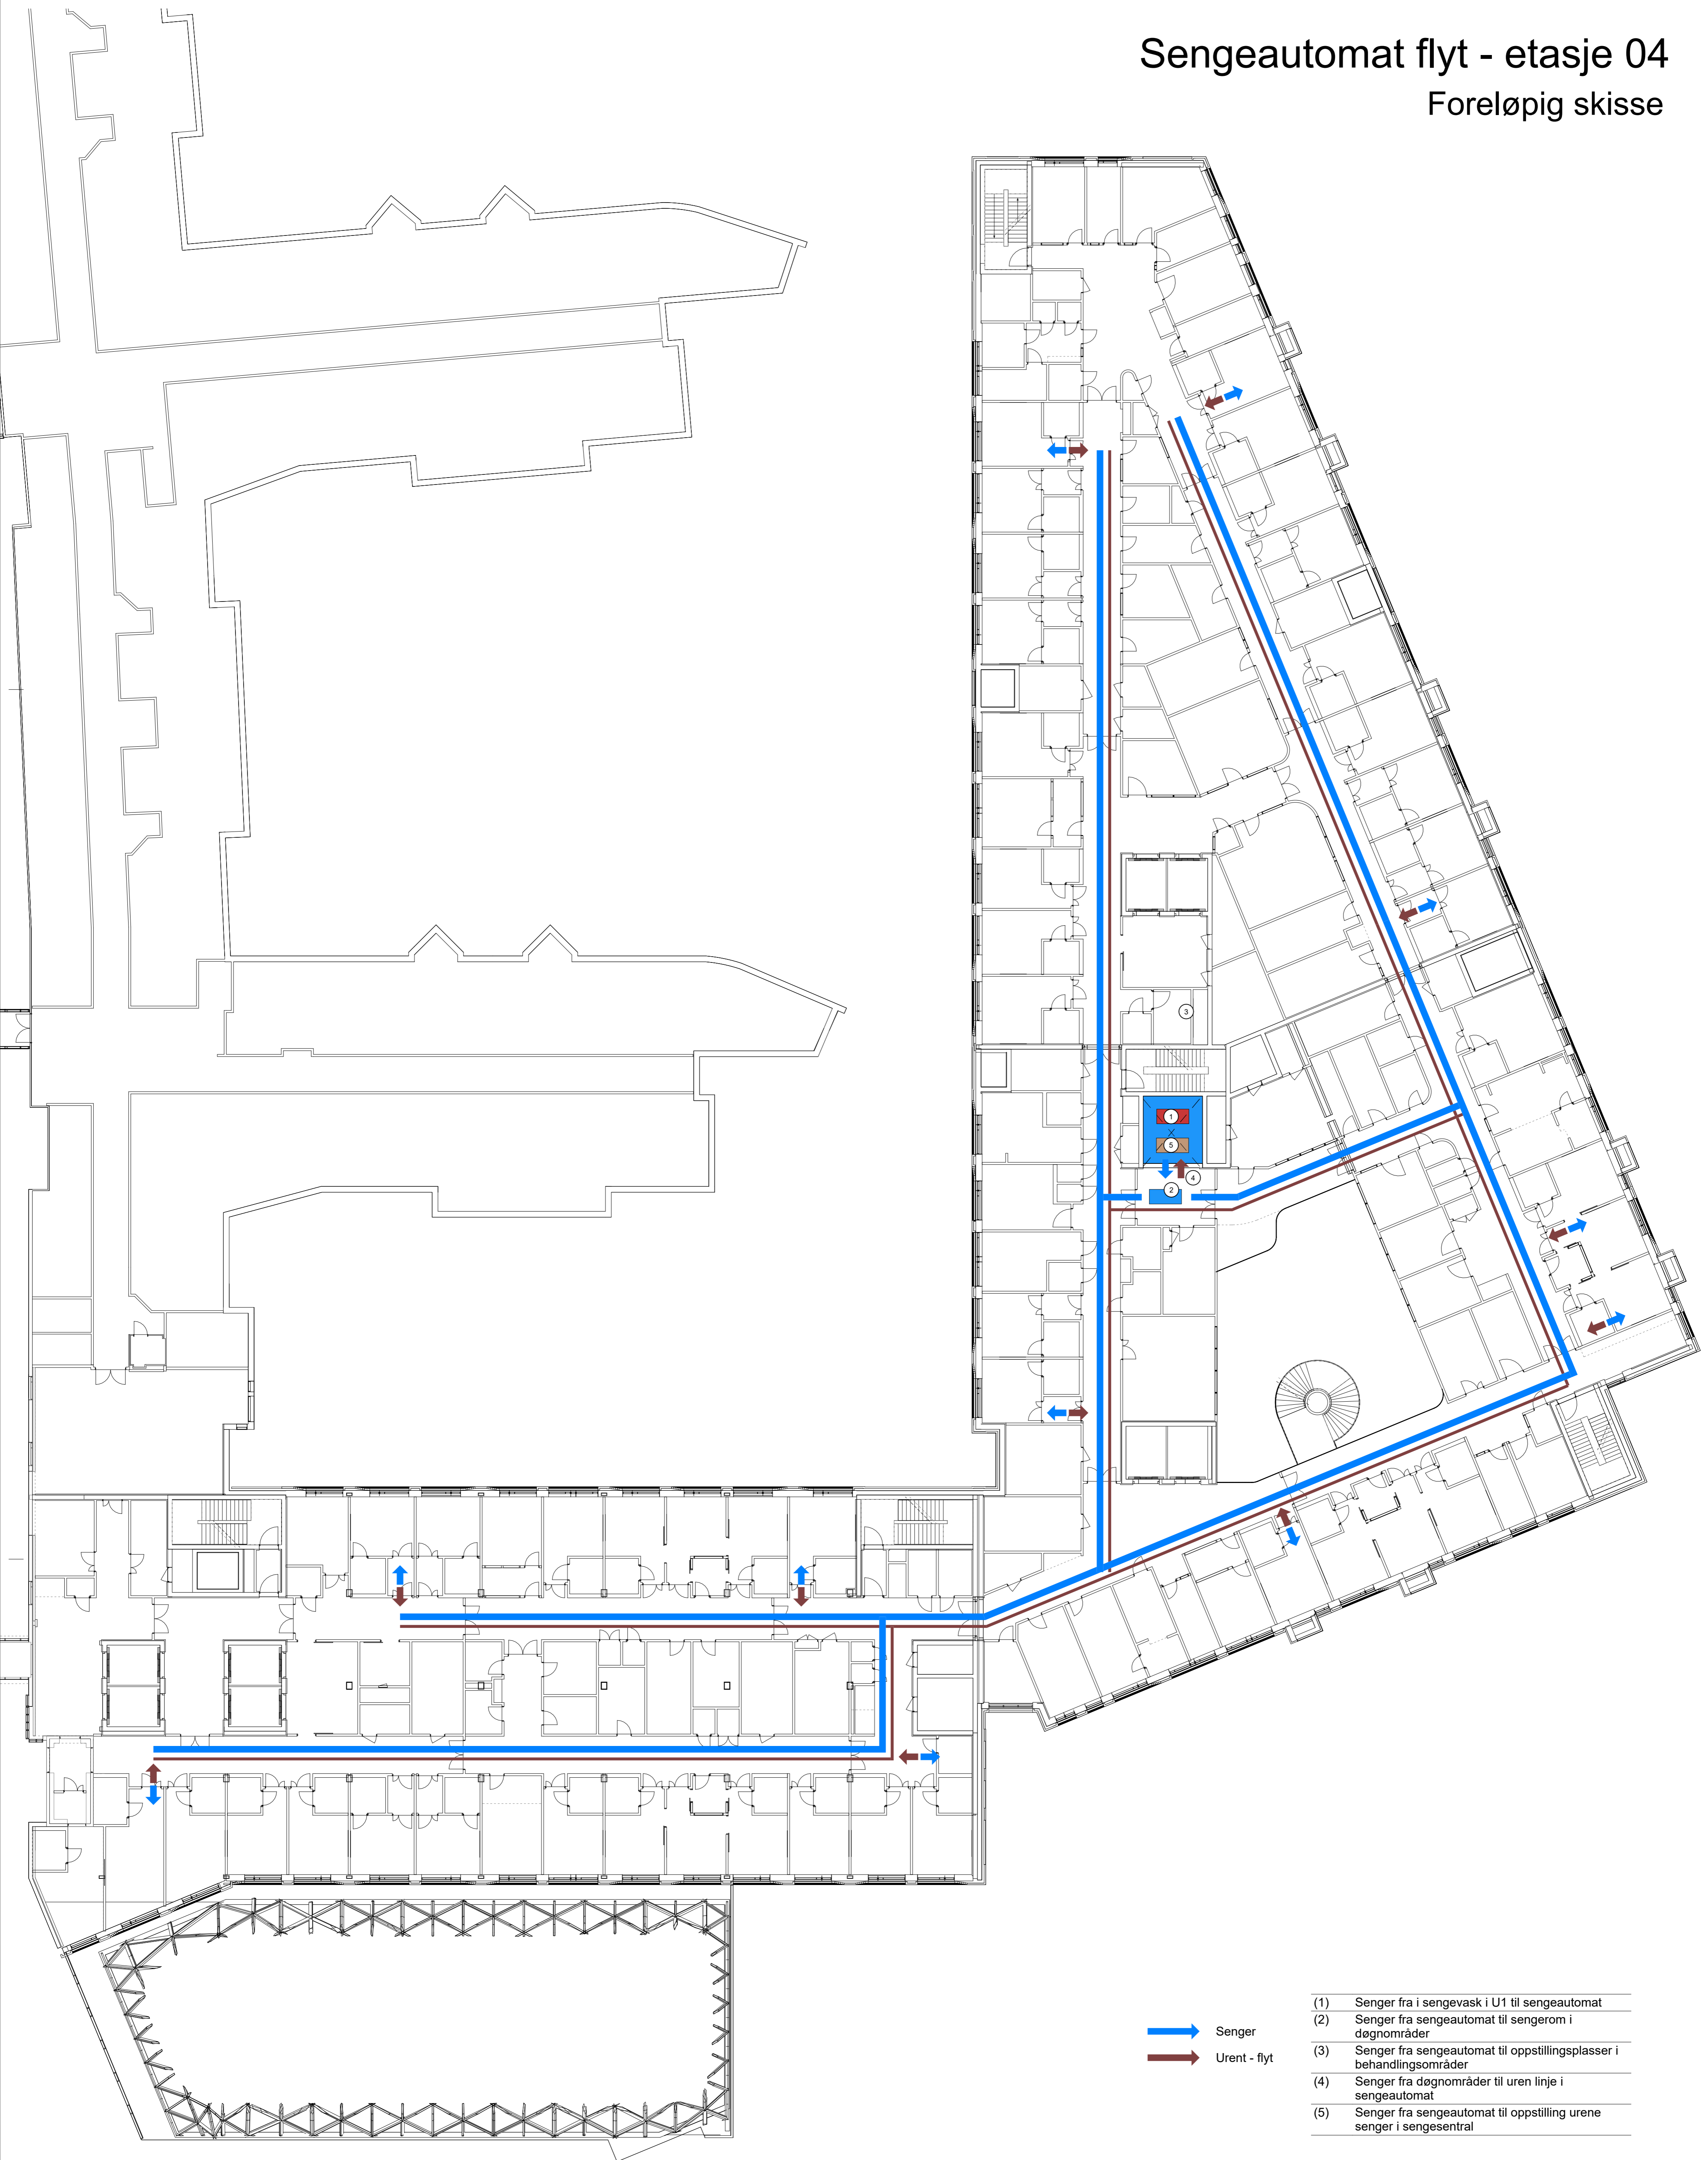 Sengeautomat flyt - etasje 04
Foreløpig skisse
3
1
5
4
2
Senger
Urent - flyt
(1) Senger fra i sengevask i U1 til sengeautomat
(2) Senger fra sengeautomat til sengerom i
døgnområder
(3) Senger fra sengeautomat til oppstillingsplasser i
behandlingsområder
(4) Senger fra døgnområder til uren linje i
sengeautomat
(5) Senger fra sengeautomat til oppstilling urene
senger i sengesentral